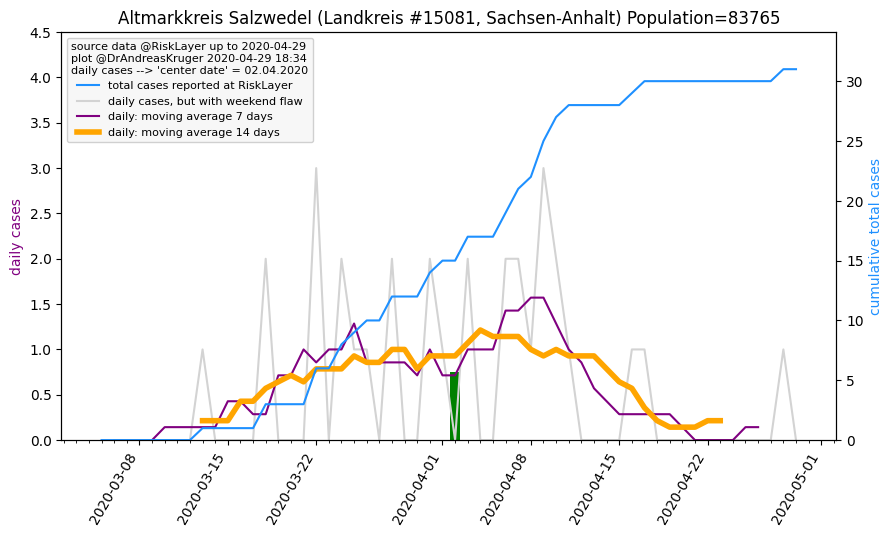 Altmarkkreis Salzwedel (Landkreis #15081, Sachsen-Anhalt) Population=83765
source data @RiskLayer up to 2020-04-29
plot @DrAndreasKruger 2020-04-29 18:34
daily cases --> 'center date' = 02.04.2020
total cases reported at RiskLayer
daily cases, but with weekend flaw
daily: moving average 7 days
daily: moving average 14 days
daily cases
4.5
4.0
3.5
3.0
2.5
2.0
1.5
1.0
0.5
0.0
30
25
20
15
10
5
0
cumulative total cases
2020-03-08
2020-03-15
2020-03-22
2020-04-01
2020-04-08
2020-04-15
2020-04-22
2020-05-01